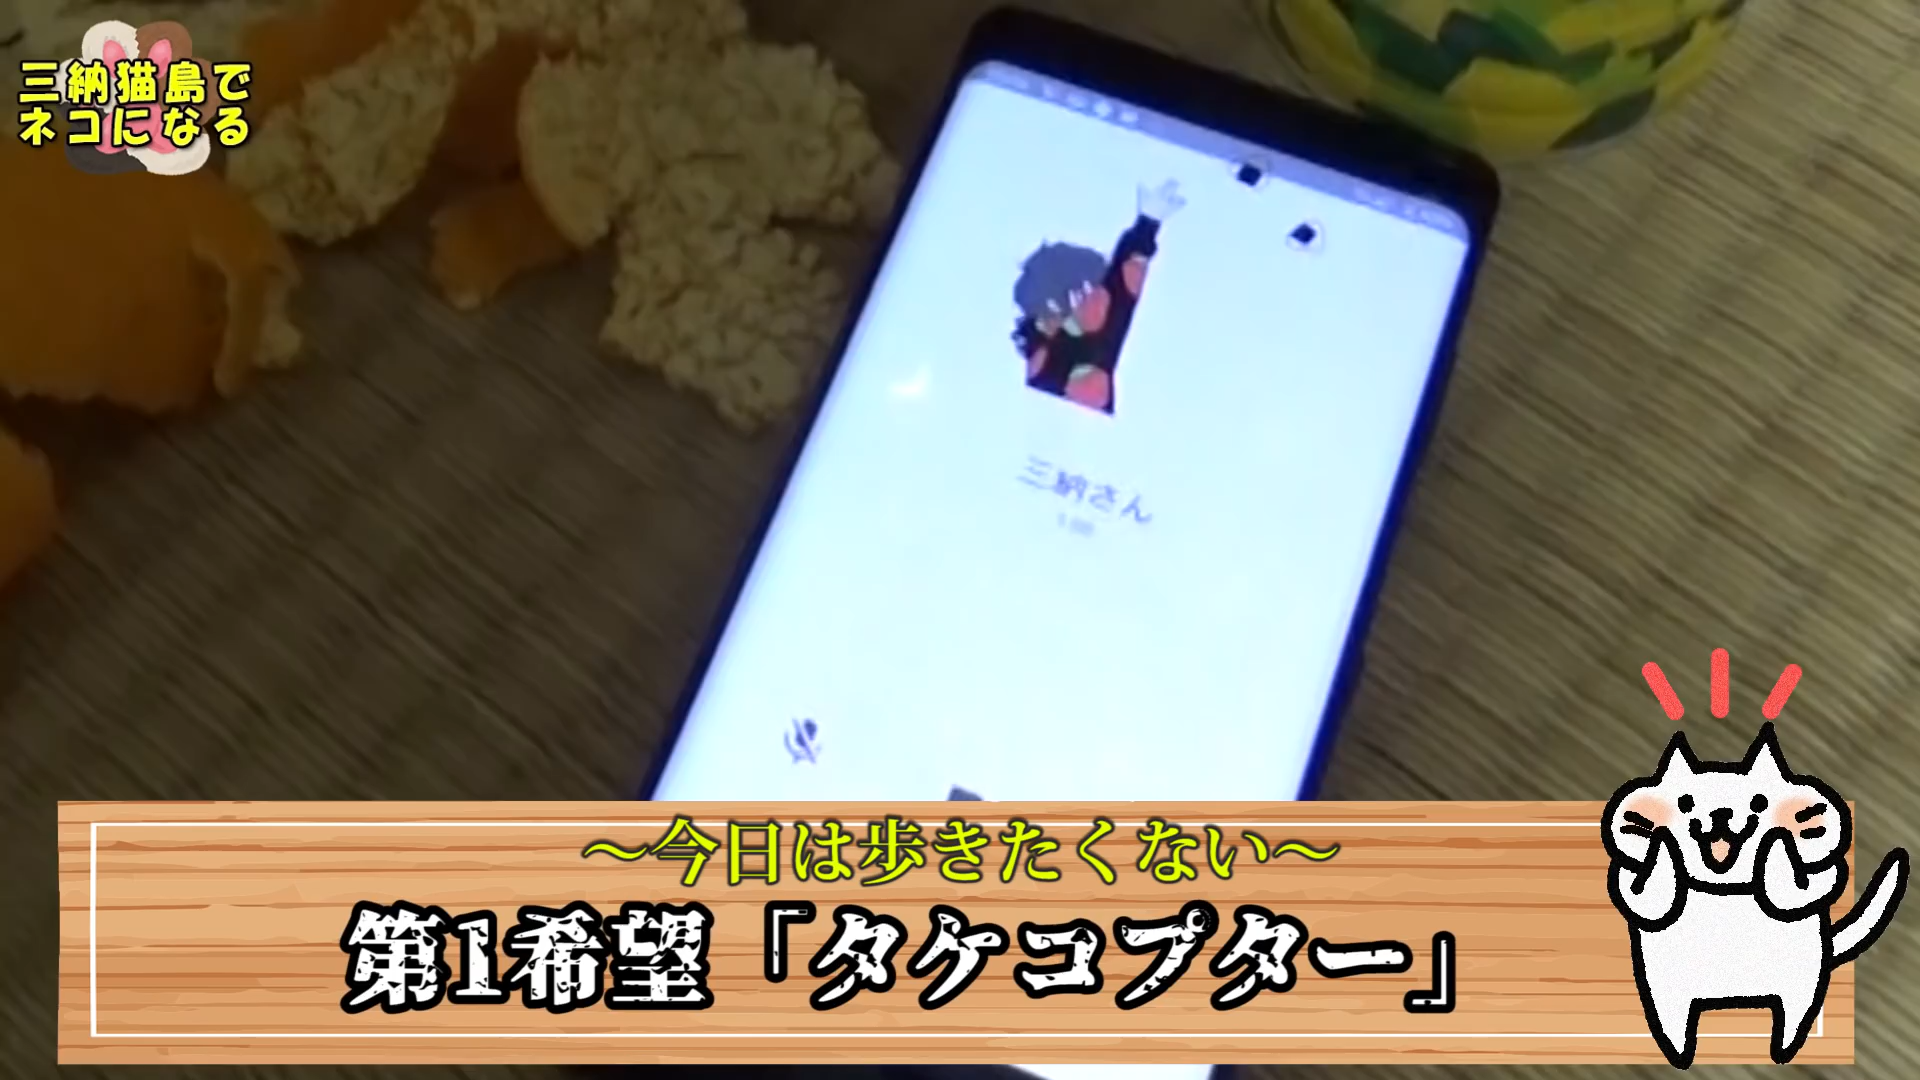 三納猫島で
ネコになる
三納さん
～今日は歩きたくない～
第1希望「タケコプター」